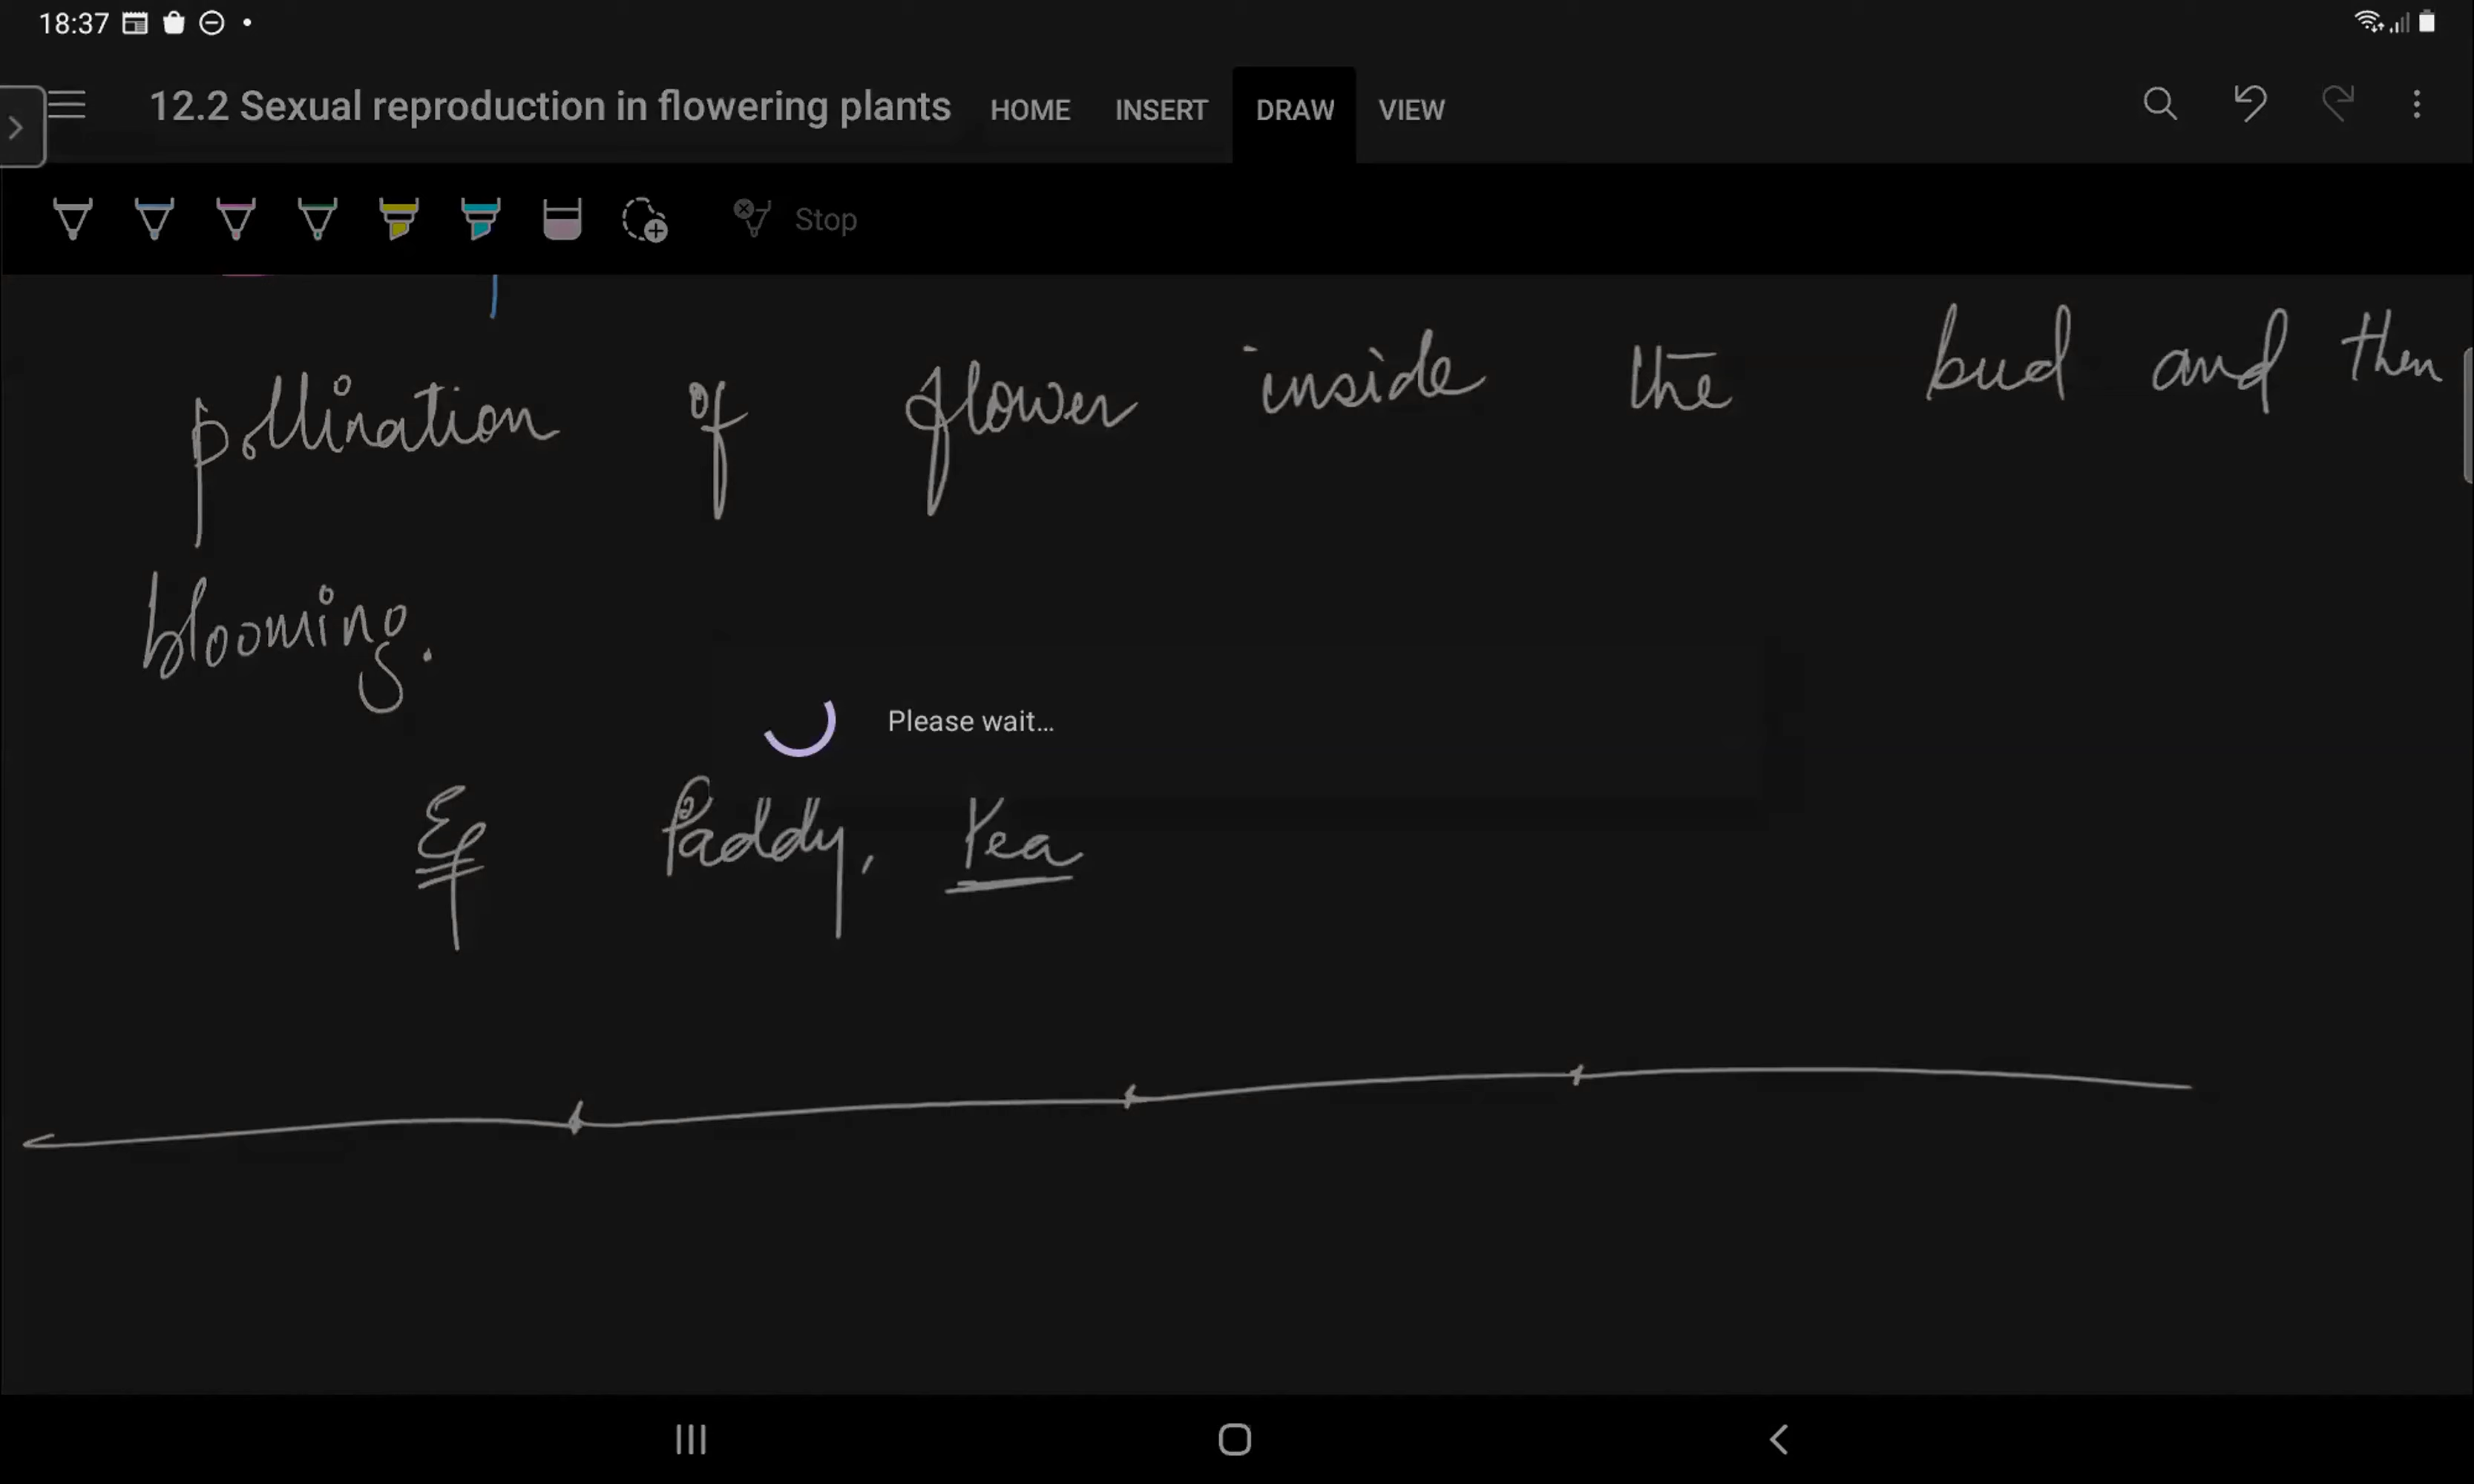 18:37
12.2 Sexual reproduction in flowering plants HOME INSERT DRAW VIEW
Stop
pollination of flower inside the bud and then
blooming.
Please wait...
Eg Paddy, Pea